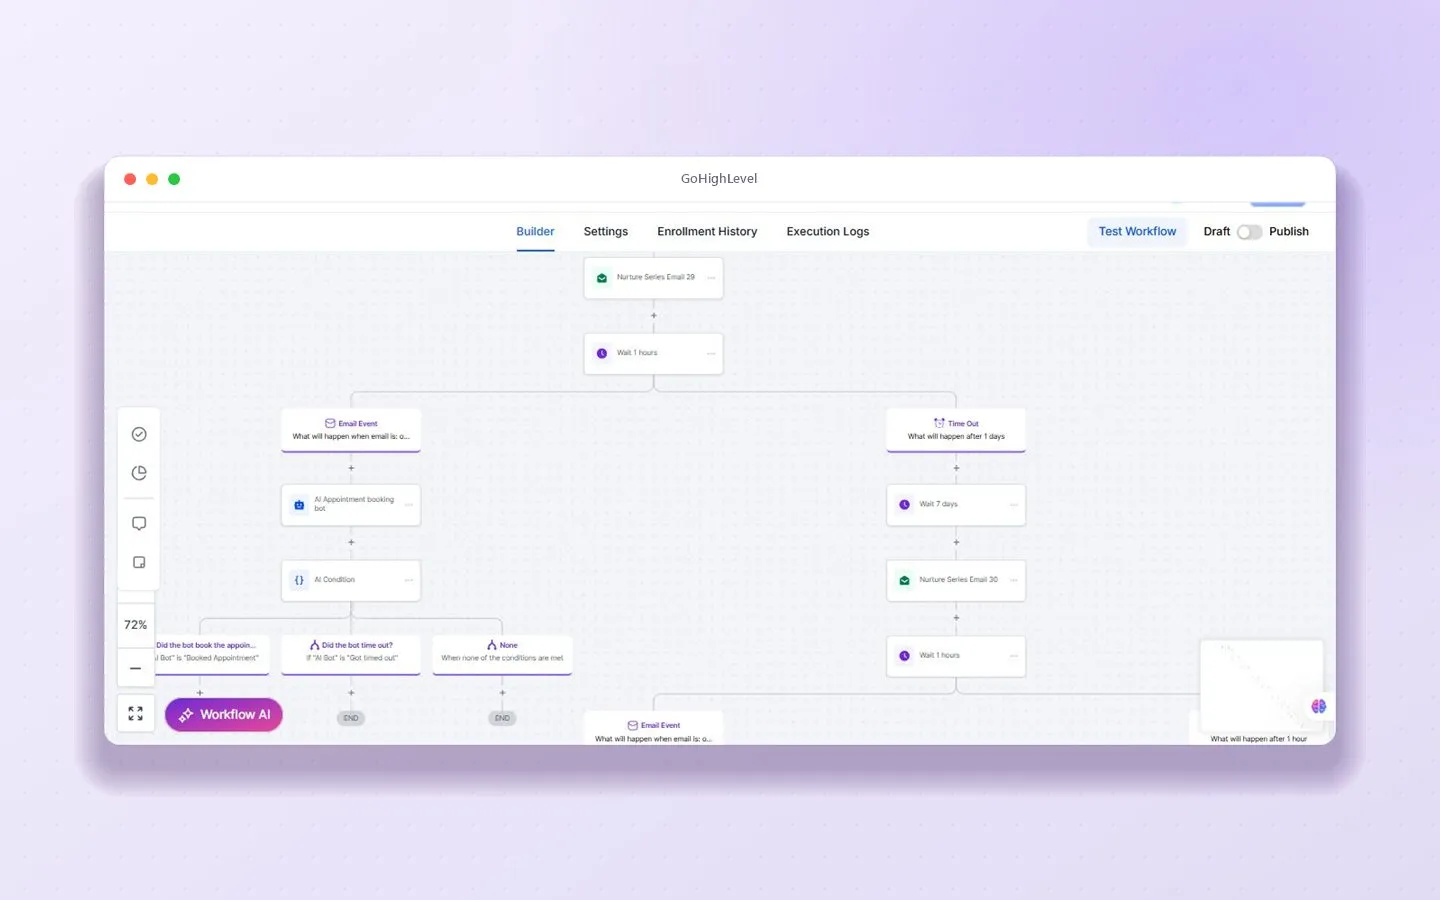 GoHighLevel
Builder
Settings
Enrollment History
Execution Logs
Test Workflow
Draft
Publish
Nurture Series Email 29
Wait 1 hours
Email Event
What will happen when email is: o...
Time Out
What will happen after 1 days
AI Appointment booking
bot
Wait 7 days
AI Condition
Nurture Series Email 30
72%
Did the bot book the appoin...
Bot" is "Booked Appointment"
Did the bot time out?
If "AI Bot" is "Got timed out"
None
When none of the conditions are met
Wait 1 hours
Workflow AI
END
END
Email Event
What will happen when email is: o...
What will happen after 1 hour